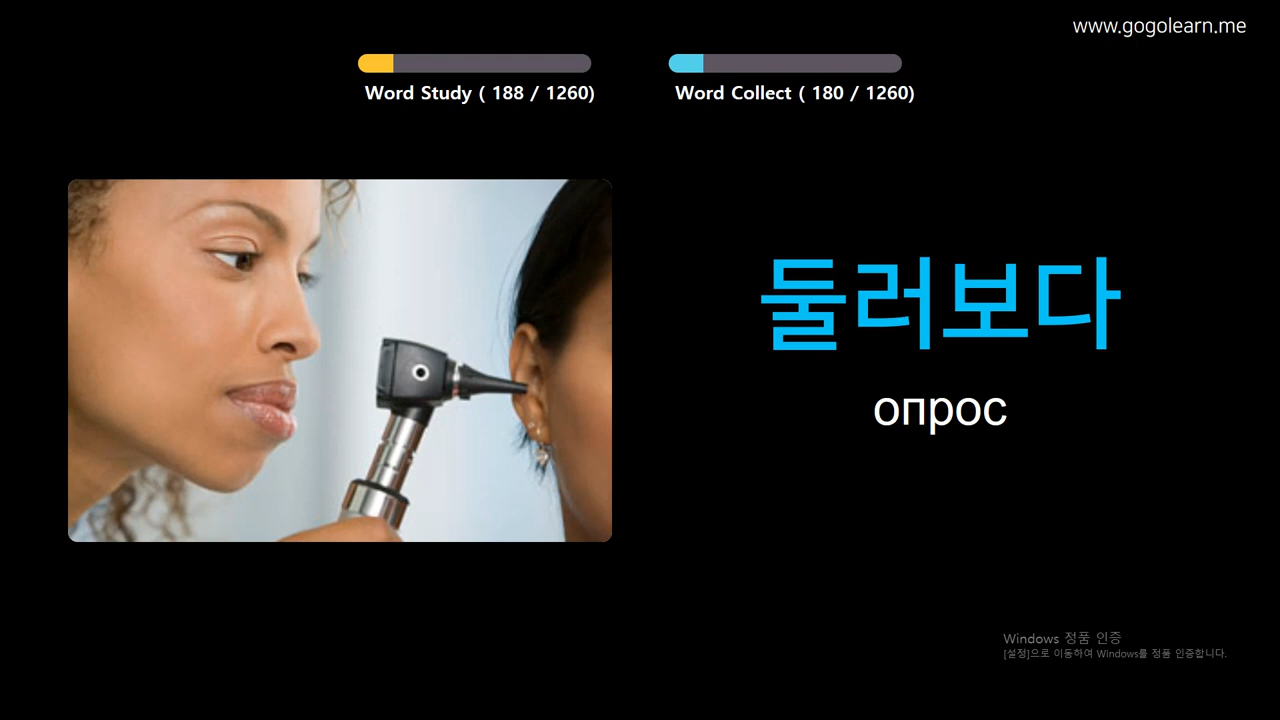 www.gogolearn.me
Word Study ( 188 / 1260)
Word Collect ( 180 / 1260)
둘러보다
опрос
Windows 정품 인증
[설정]으로 이동하여 Windows를 정품 인증합니다.